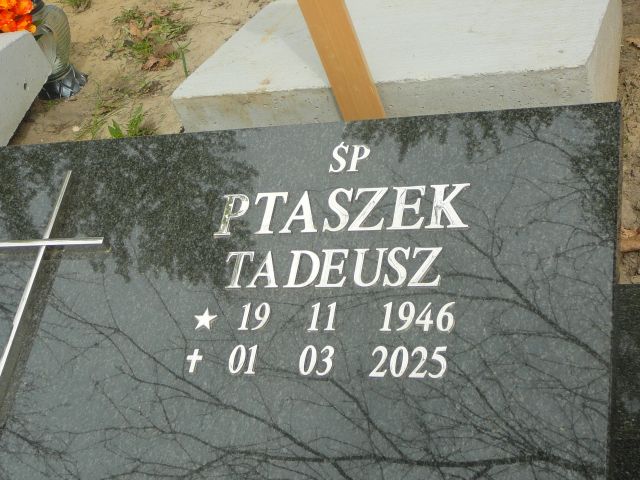 ŚP
PTASZEK
TADEUSZ
★ 19 11 1946
✝ 01 03 2025